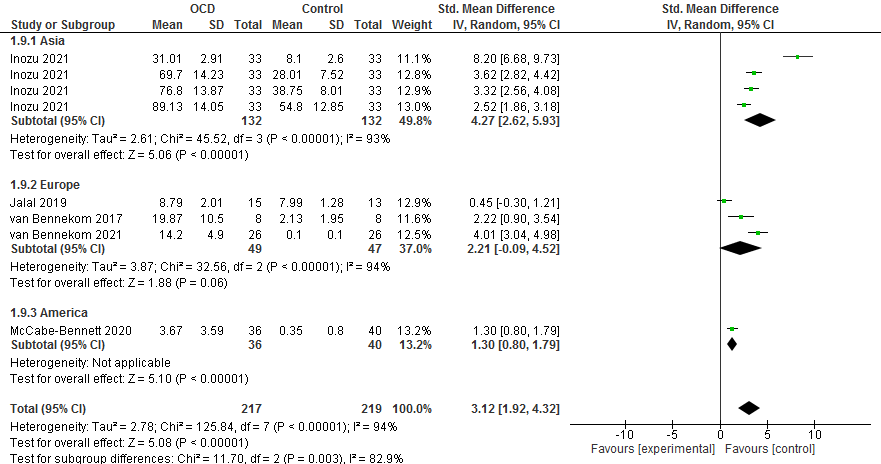 OCD Control Std. Mean Difference Std. Mean Difference
Study or Subgroup Mean SD Total Mean SD Total Weight IV, Random, 95% CI IV, Random, 95% CI
1.9.1 Asia
Inozu 2021 31.01 2.91 33 8.1 2.6 33 11.1% 8.20 [6.68, 9.73]
Inozu 2021 69.7 14.23 33 28.01 7.52 33 12.8% 3.62 [2.82, 4.42]
Inozu 2021 76.8 13.87 33 38.75 8.01 33 12.9% 3.32 [2.56, 4.08]
Inozu 2021 89.13 14.05 33 54.8 12.85 33 13.0% 2.52 [1.86, 3.18]
Subtotal (95% CI) 132 132 49.8% 4.27 [2.62, 5.93]
Heterogeneity: Tau² = 2.61; Chi² = 45.52, df = 3 (P < 0.00001); I² = 93%
Test for overall effect: Z = 5.06 (P < 0.00001)
1.9.2 Europe
Jalal 2019 8.79 2.01 15 7.99 1.28 13 12.9% 0.45 [-0.30, 1.21]
van Bennekom 2017 19.87 10.5 8 2.13 1.95 8 11.6% 2.22 [0.90, 3.54]
van Bennekom 2021 14.2 4.9 26 0.1 0.1 26 12.4% 4.01 [3.04, 4.98]
Subtotal (95% CI) 49 47 37.0% 2.21 [-0.09, 4.52]
Heterogeneity: Tau² = 3.87; Chi² = 32.56, df = 2 (P < 0.00001); I² = 94%
Test for overall effect: Z = 1.88 (P = 0.06)
1.9.3 America
McCabe-Bennett 2020 3.67 3.59 36 0.35 0.8 40 13.2% 1.30 [0.80, 1.79]
Subtotal (95% CI) 36 40 13.2% 1.30 [0.80, 1.79]
Heterogeneity: Not applicable
Test for overall effect: Z = 5.10 (P < 0.00001)
Total (95% CI) 217 219 100.0% 3.12 [1.92, 4.32]
Heterogeneity: Tau² = 2.78; Chi² = 125.84, df = 7 (P < 0.00001); I² = 94%
Test for overall effect: Z = 5.08 (P < 0.00001)
Test for subgroup differences: Chi² = 11.70, df = 2 (P = 0.003), I² = 82.9%
-10 -5 0 5 10
Favours [experimental] Favours [control]